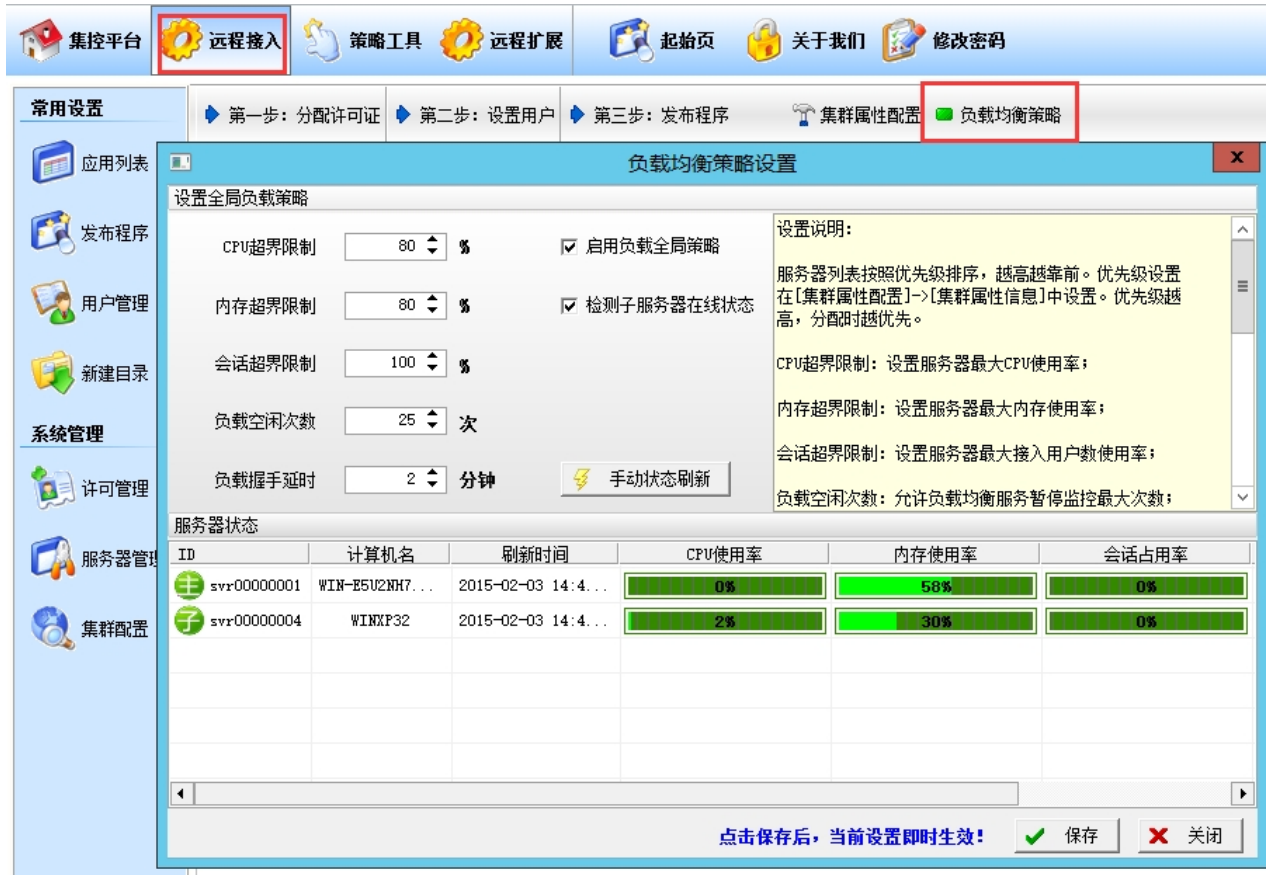 集控平台 远程接入 策略工具 远程扩展 起始页 关于我们 修改密码
常用设置
第一步：分配许可证 第二步：设置用户 第三步：发布程序 集群属性配置 负载均衡策略
应用列表
发布程序
用户管理
新建目录
系统管理
许可管理
服务器管理
集群配置
负载均衡策略设置
x
设置全局负载策略
CPU超界限制 80 % 启用负载全局策略
内存超界限制 80 % 检测子服务器在线状态
会话超界限制 100 %
负载空闲次数 25 次
负载握手延时 2 分钟 手动状态刷新
设置说明：
服务器列表按照优先级排序，越高越靠前。优先级设置
在[集群属性配置]->[集群属性信息]中设置。优先级越
高，分配时越优先。
CPU超界限制：设置服务器最大CPU使用率；
内存超界限制：设置服务器最大内存使用率；
会话超界限制：设置服务器最大接入用户数使用率；
负载空闲次数：允许负载均衡服务暂停监控最大次数；
服务器状态
ID 计算机名 刷新时间 CPU使用率 内存使用率 会话占用率
主 svr00000001 WIN-E5U2NH7... 2015-02-03 14:4... 0% 58% 0%
子 svr00000004 WINXP32 2015-02-03 14:4... 2% 30% 0%
点击保存后，当前设置即时生效！ 保存 关闭